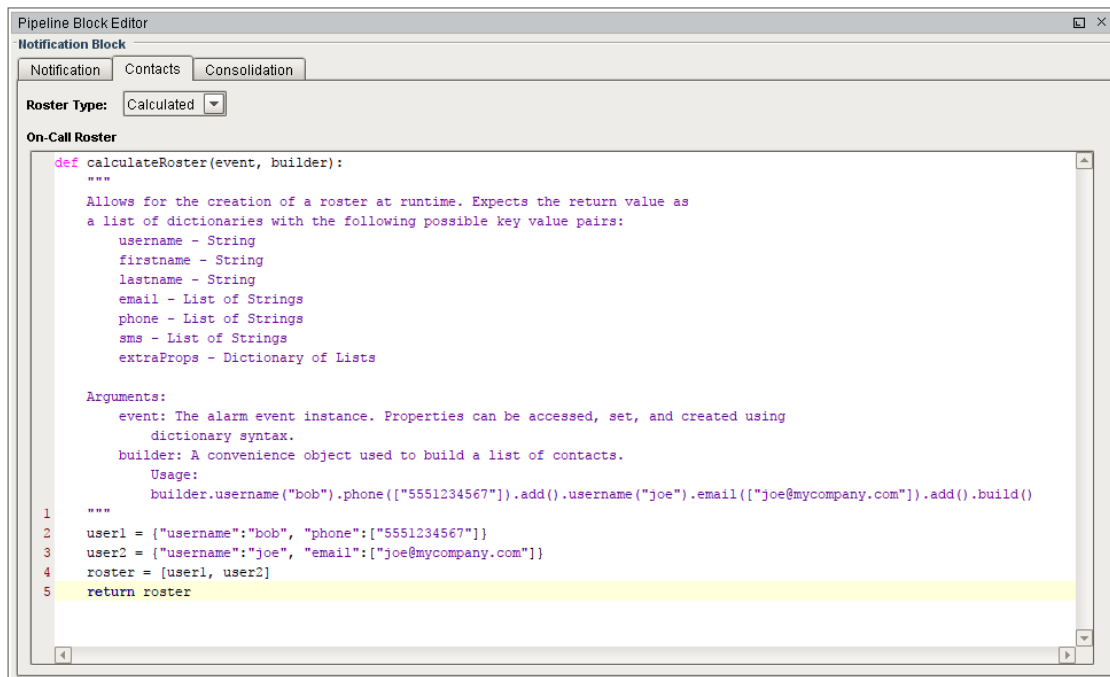 Pipeline Block Editor
Notification Block
Notification Contacts Consolidation
Roster Type: Calculated
On-Call Roster
def calculateRoster(event, builder):
"""
Allows for the creation of a roster at runtime. Expects the return value as
a list of dictionaries with the following possible key value pairs:
username - String
firstname - String
lastname - String
email - List of Strings
phone - List of Strings
sms - List of Strings
extraProps - Dictionary of Lists
Arguments:
event: The alarm event instance. Properties can be accessed, set, and created using
dictionary syntax.
builder: A convenience object used to build a list of contacts.
Usage:
builder.username("bob").phone(["5551234567"]).add().username("joe").email(["joe@mycompany.com"]).add().build()
1 """
2 user1 = {"username":"bob", "phone":["5551234567"]}
3 user2 = {"username":"joe", "email":["joe@mycompany.com"]}
4 roster = [user1, user2]
5 return roster